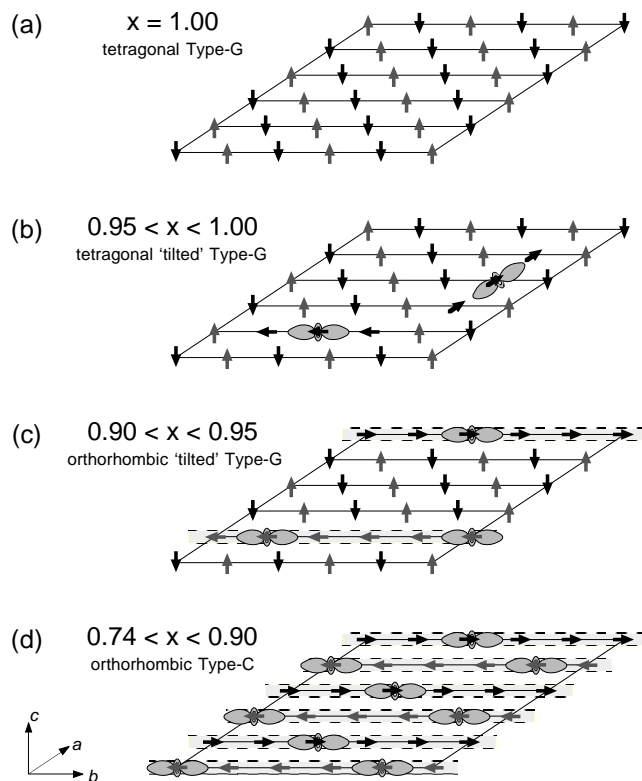 (a)
x = 1.00
tetragonal Type-G
(b)
0.95 < x < 1.00
tetragonal ‘tilted’ Type-G
(c)
0.90 < x < 0.95
orthorhombic ‘tilted’ Type-G
(d)
0.74 < x < 0.90
orthorhombic Type-C
c
a
b